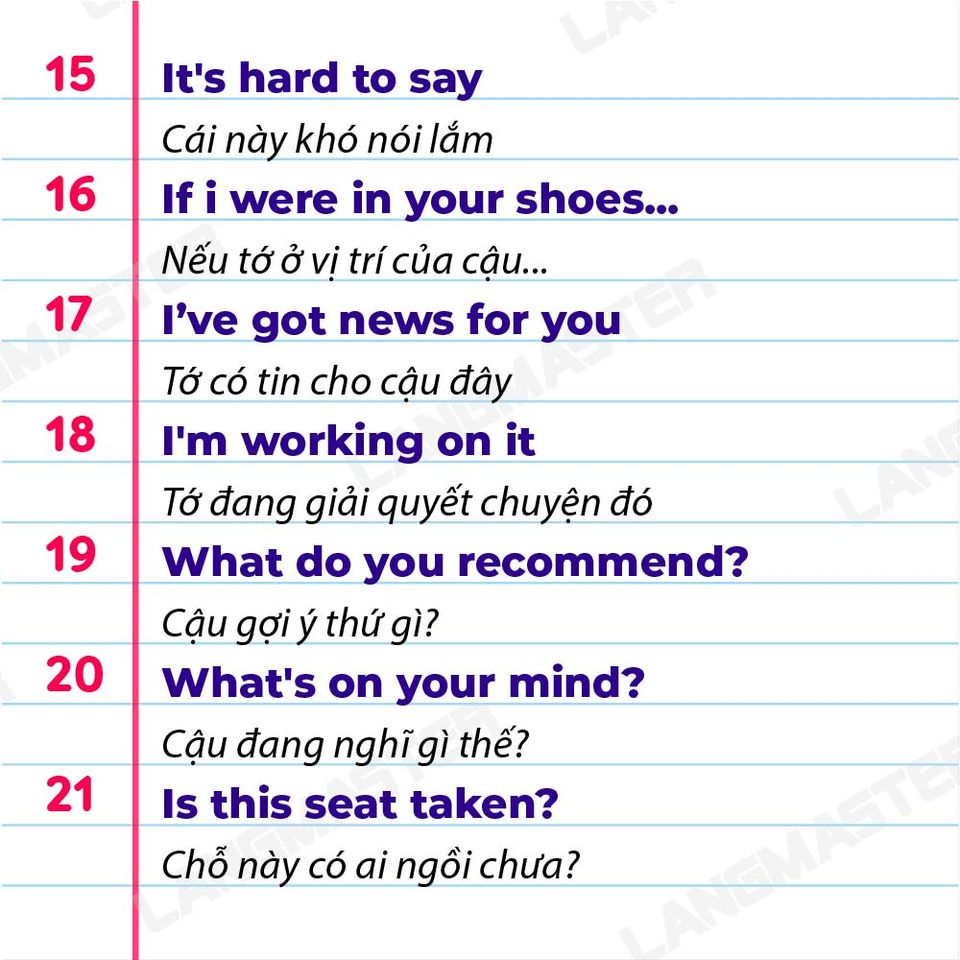 15 It's hard to say
Cái này khó nói lắm
16 If i were in your shoes...
Nếu tớ ở vị trí của cậu...
17 I’ve got news for you
Tớ có tin cho cậu đây
18 I'm working on it
Tớ đang giải quyết chuyện đó
19 What do you recommend?
Cậu gợi ý thứ gì?
20 What's on your mind?
Cậu đang nghĩ gì thế?
21 Is this seat taken?
Chỗ này có ai ngồi chưa?
LANGMASTER
LANGMASTER
LANGMASTER